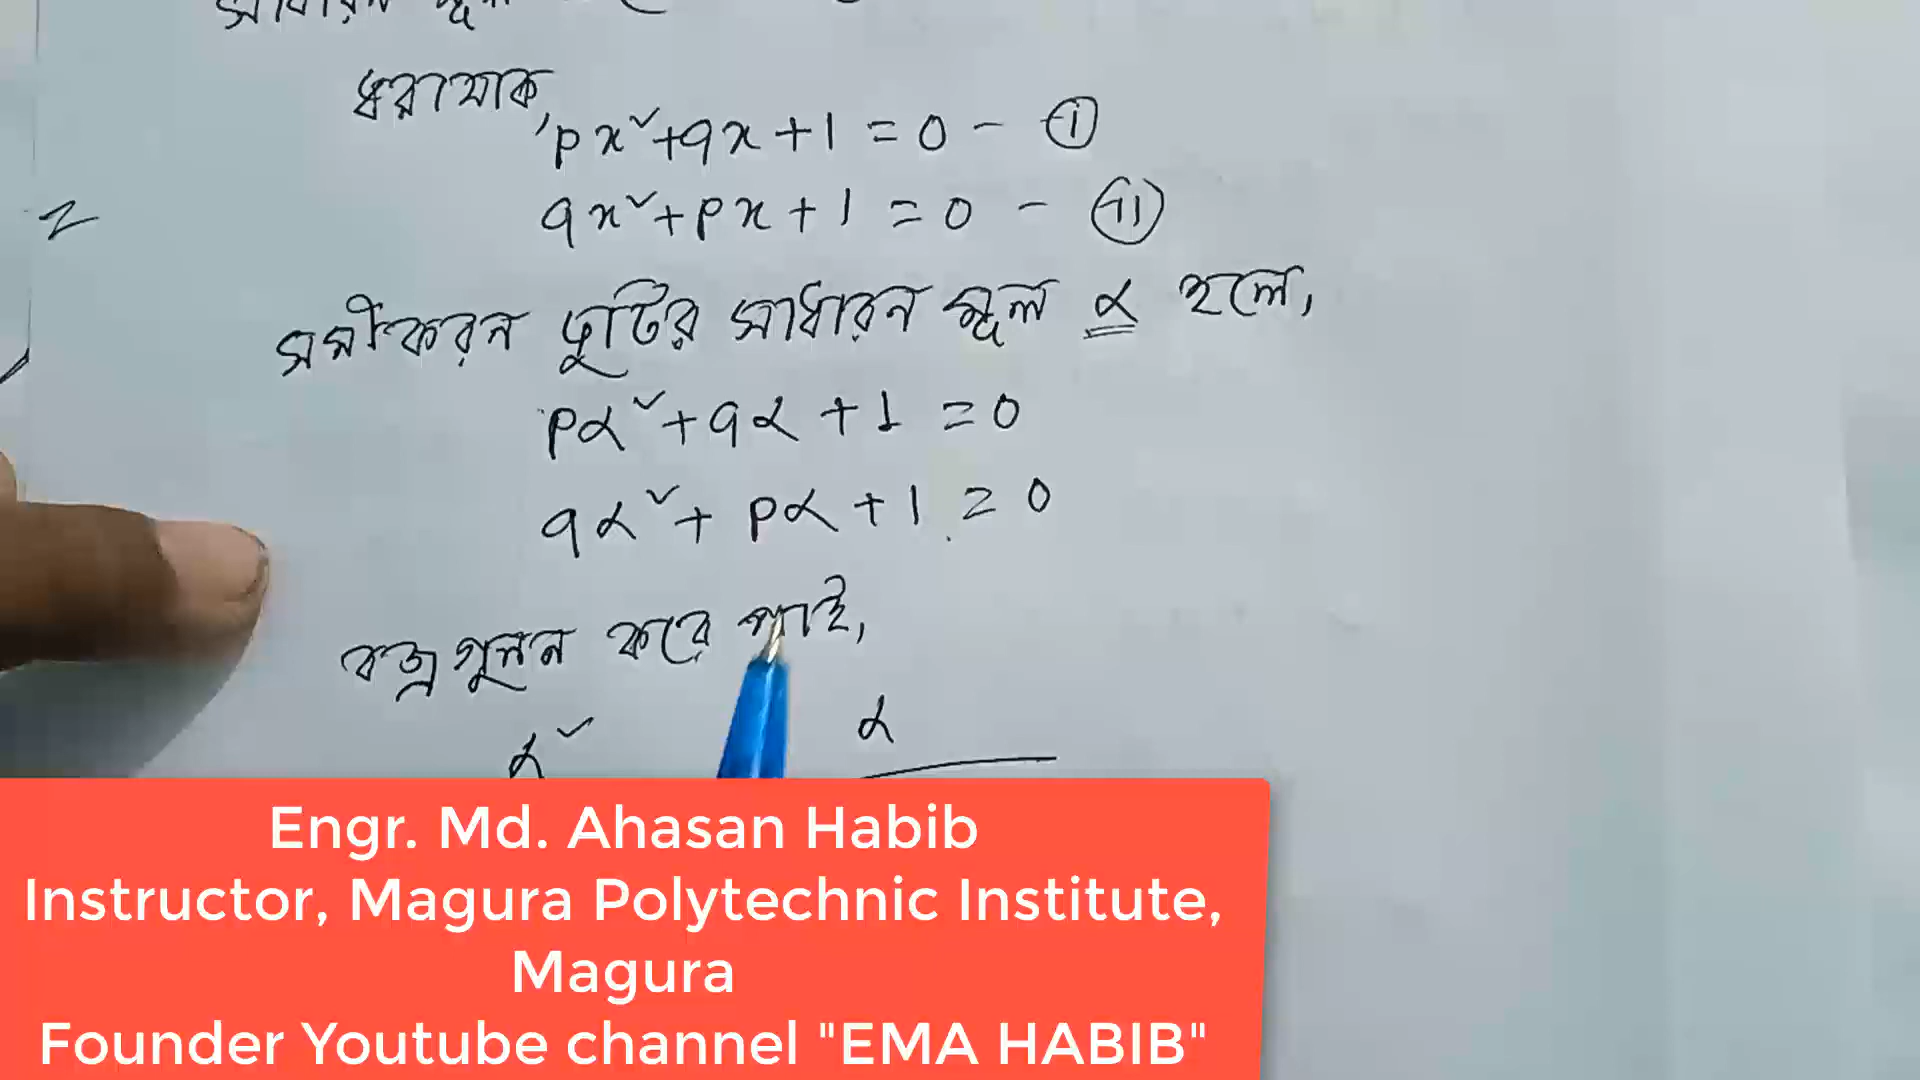 সাধারন মূল
ধরাযাক,
px²+qx+1=0 - (i)
qx²+px+1=0 - (ii)
সমীকরন দুটির সাধারন মূল α হলে,
pα²+qα+1=0
qα²+pα+1=0
বজ্রগুনন করে পাই,
α² α
Engr. Md. Ahasan Habib
Instructor, Magura Polytechnic Institute,
Magura
Founder Youtube channel "EMA HABIB"